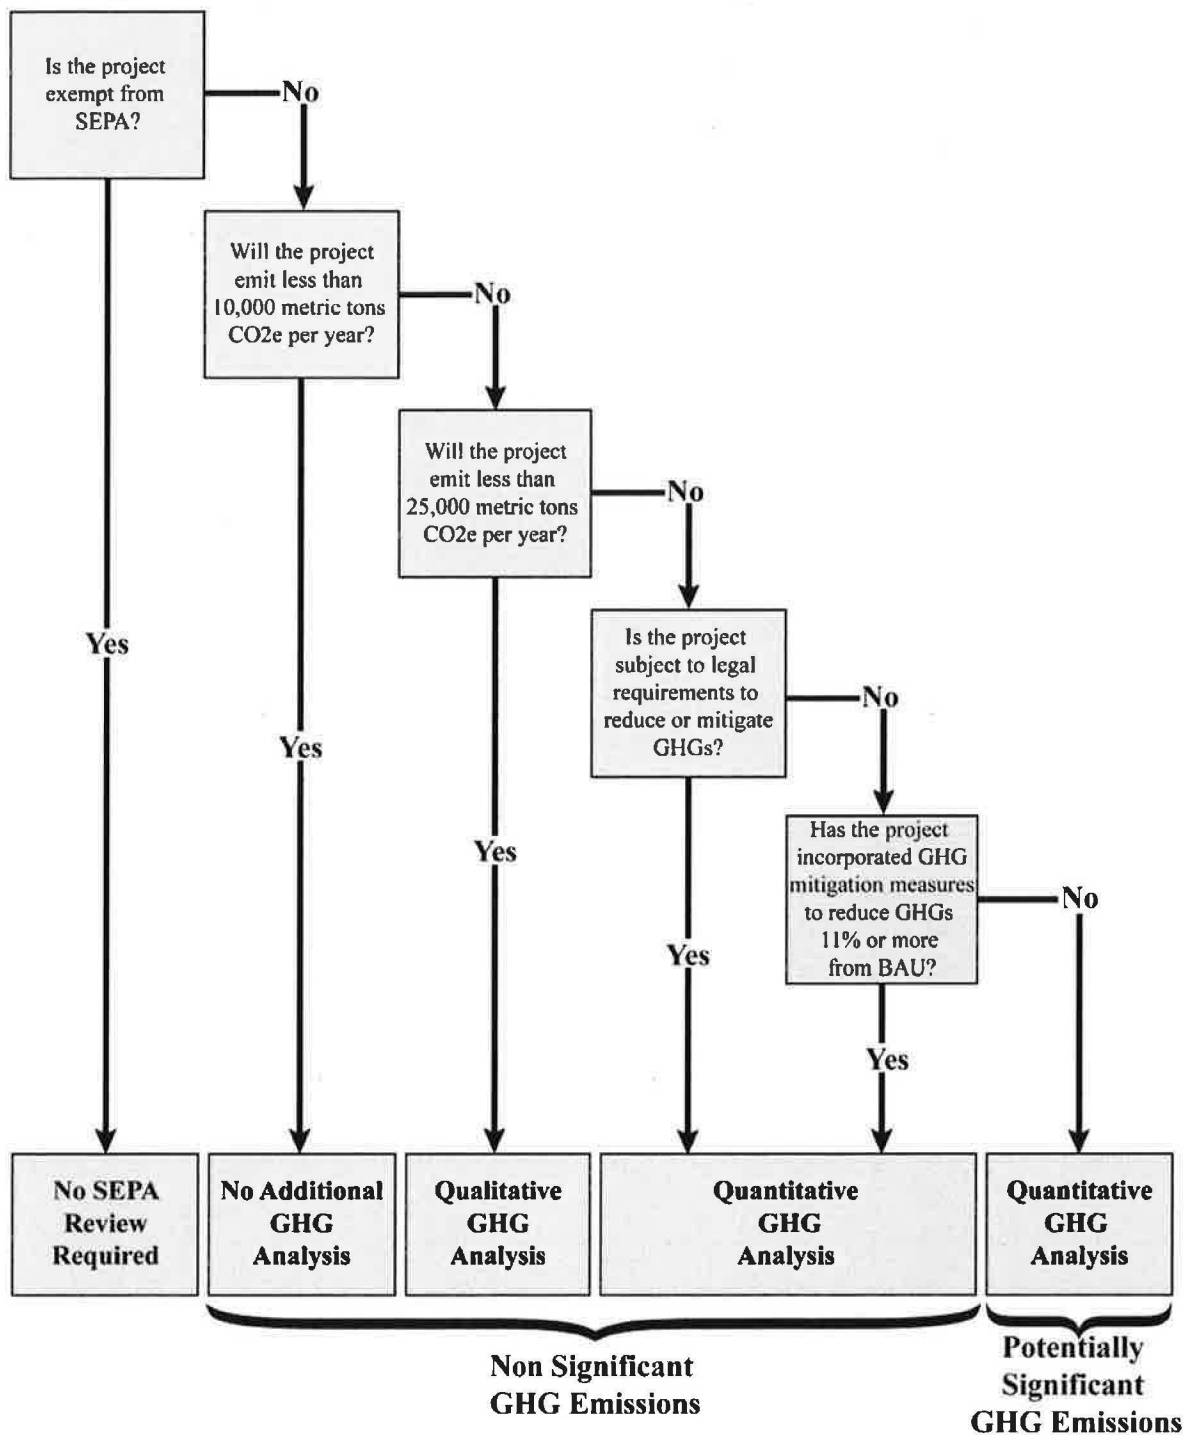 Is the project
exempt from
SEPA?
No
Will the project
emit less than
10,000 metric tons
CO2e per year?
No
Will the project
emit less than
25,000 metric tons
CO2e per year?
No
Is the project
subject to legal
requirements to
reduce or mitigate
GHGs?
No
Has the project
incorporated GHG
mitigation measures
to reduce GHGs
11% or more
from BAU?
No
Yes
Yes
Yes
Yes
Yes
No SEPA
Review
Required
No Additional
GHG
Analysis
Qualitative
GHG
Analysis
Quantitative
GHG
Analysis
Quantitative
GHG
Analysis
Non Significant
GHG Emissions
Potentially
Significant
GHG Emissions